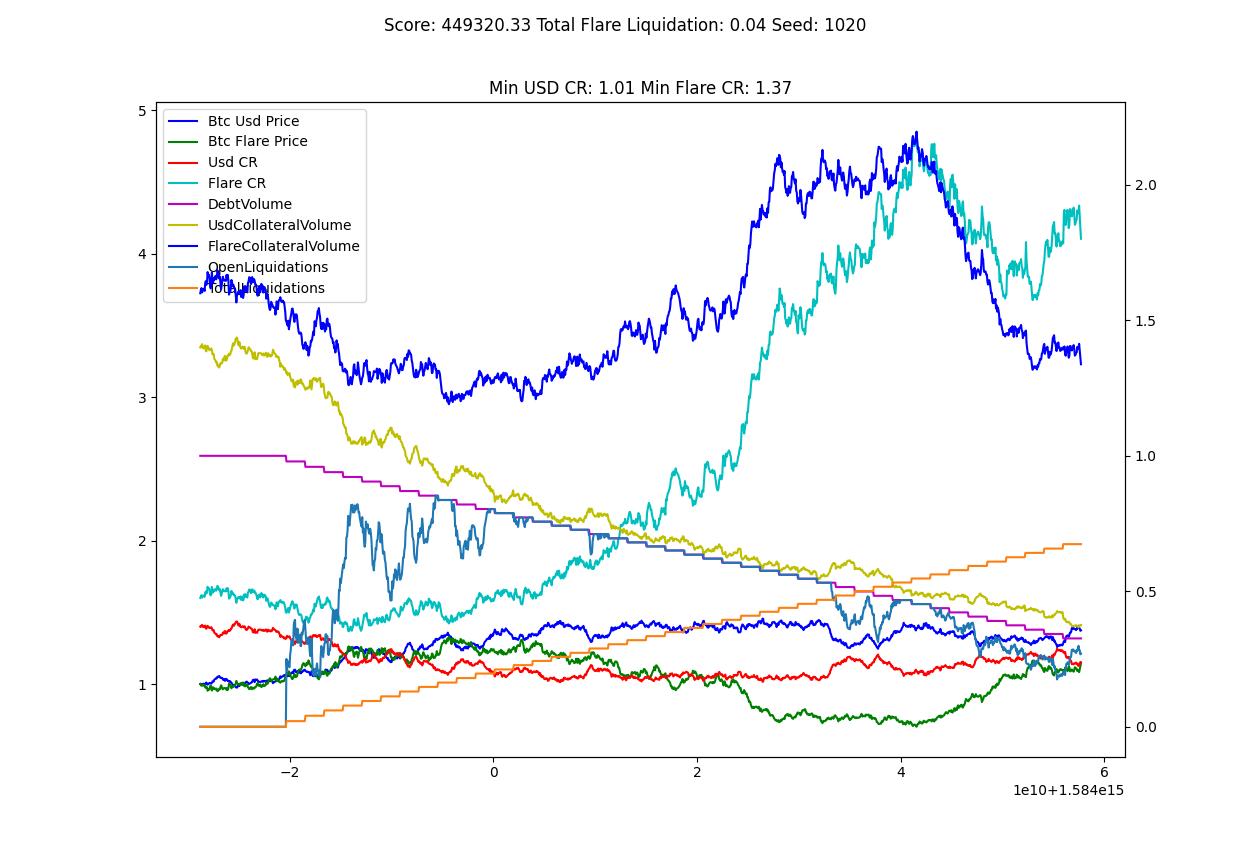 Score: 449320.33 Total Flare Liquidation: 0.04 Seed: 1020
Min USD CR: 1.01 Min Flare CR: 1.37
Btc Usd Price
Btc Flare Price
Usd CR
Flare CR
DebtVolume
UsdCollateralVolume
FlareCollateralVolume
OpenLiquidations
TotalLiquidations
5
4
3
2
1
2.0
1.5
1.0
0.5
0.0
−2 0 2 4 6
1e10+1.584e15